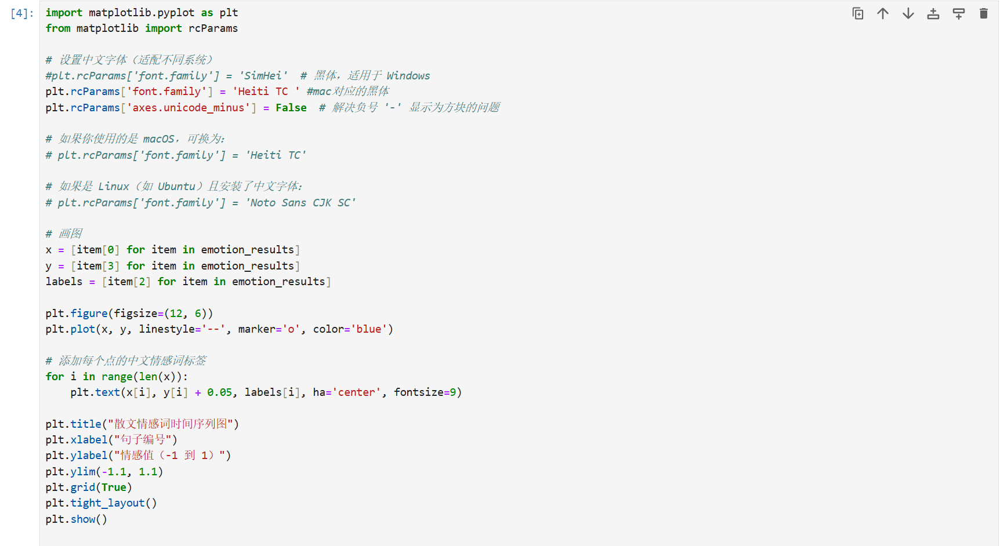 [4]:
import matplotlib.pyplot as plt
from matplotlib import rcParams
# 设置中文字体（适配不同系统）
#plt.rcParams['font.family'] = 'SimHei'  # 黑体，适用于 Windows
plt.rcParams['font.family'] = 'Heiti TC ' #mac对应的黑体
plt.rcParams['axes.unicode_minus'] = False  # 解决负号 '-' 显示为方块的问题
# 如果你使用的是 macOS，可换为：
# plt.rcParams['font.family'] = 'Heiti TC'
# 如果是 Linux（如 Ubuntu）且安装了中文字体：
# plt.rcParams['font.family'] = 'Noto Sans CJK SC'
# 画图
x = [item[0] for item in emotion_results]
y = [item[3] for item in emotion_results]
labels = [item[2] for item in emotion_results]
plt.figure(figsize=(12, 6))
plt.plot(x, y, linestyle='--', marker='o', color='blue')
# 添加每个点的中文情感词标签
for i in range(len(x)):
    plt.text(x[i], y[i] + 0.05, labels[i], ha='center', fontsize=9)
plt.title("散文情感词时间序列图")
plt.xlabel("句子编号")
plt.ylabel("情感值（-1 到 1）")
plt.ylim(-1.1, 1.1)
plt.grid(True)
plt.tight_layout()
plt.show()